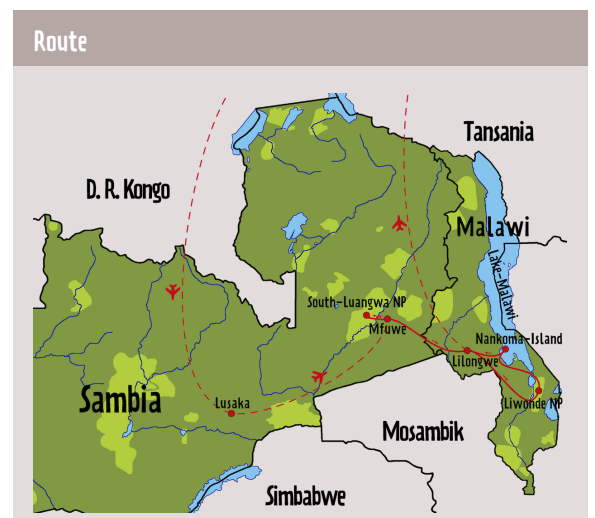 Route
Tansania
D. R. Kongo
Malawi
Lake-Malawi
South-Luangwa NP
Mfuwe
Nankoma-Island
Lilongwe
Sambia
Lusaka
Liwonde NP
Mosambik
Simbabwe